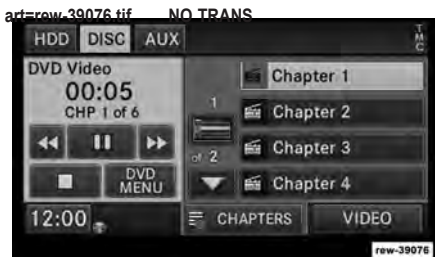 art=rew-39076.tif NO TRANS
HDD DISC AUX
TMC
DVD Video
00:05
CHP 1 of 6
DVD
MENU
1
of 2
Chapter 1
Chapter 2
Chapter 3
Chapter 4
12:00
CHAPTERS
VIDEO
rew-39076